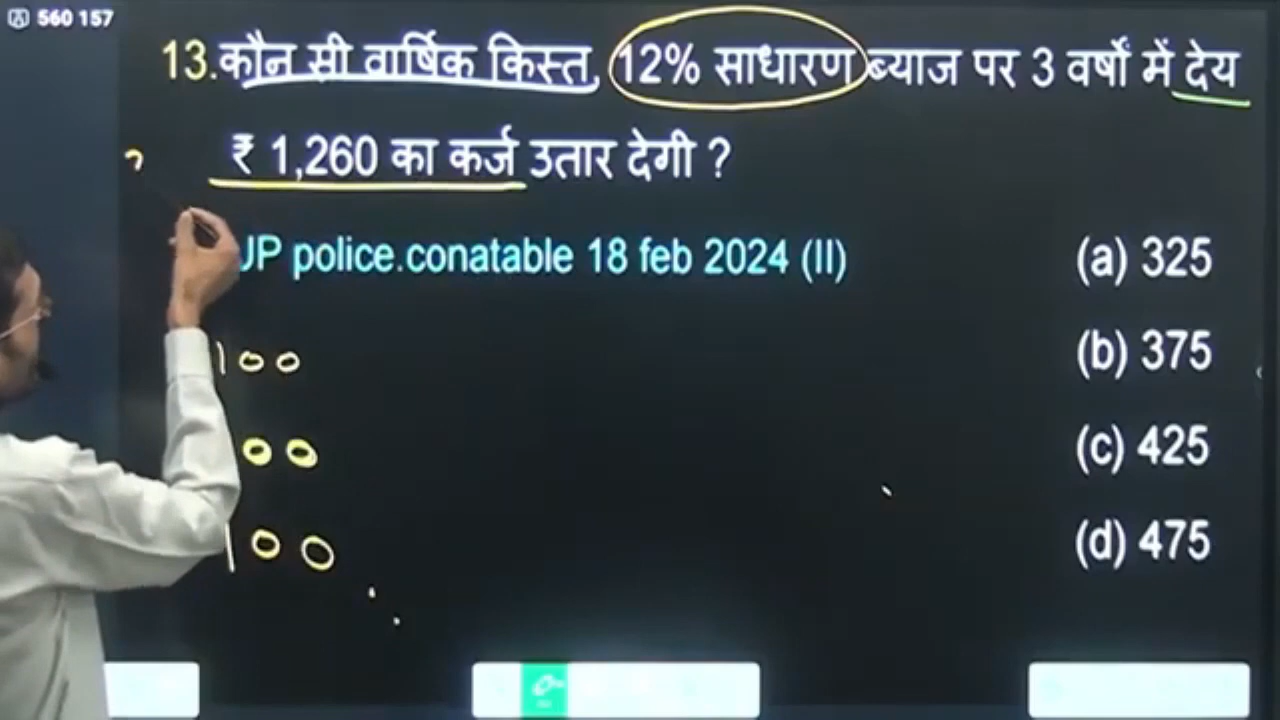 560 157
13.कौन सी वार्षिक किस्त, 12% साधारण ब्याज पर 3 वर्षों में देय
₹ 1,260 का कर्ज उतार देगी ?
UP police.conatable 18 feb 2024 (II)
(a) 325
100
(b) 375
00
(c) 425
100
(d) 475